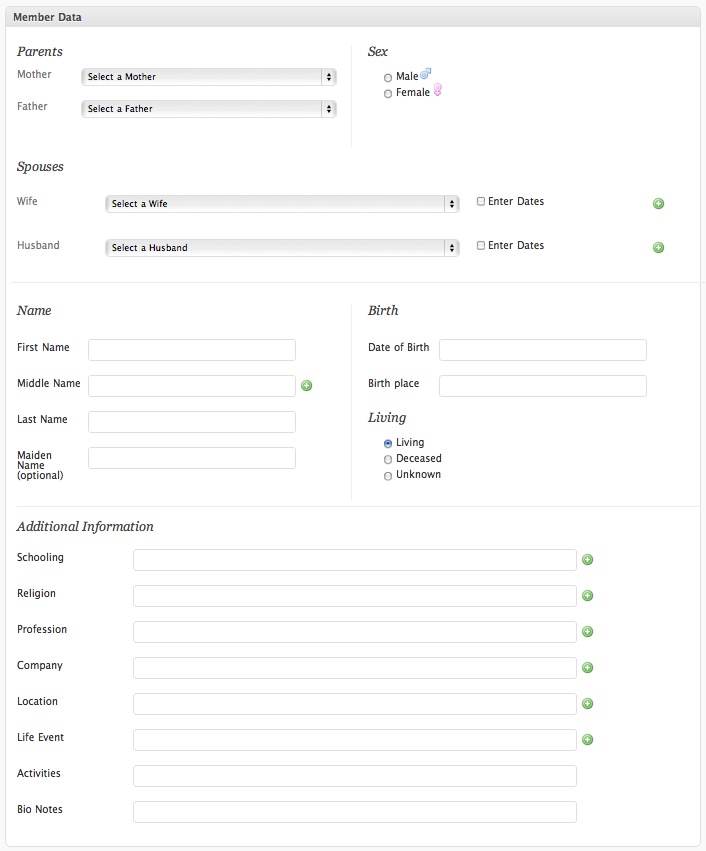 Member Data
Parents
Mother
Select a Mother
Father
Select a Father
Sex
Male
Female
Spouses
Wife
Select a Wife
Enter Dates
Husband
Select a Husband
Enter Dates
Name
First Name
Middle Name
Last Name
Maiden
Name
(optional)
Birth
Date of Birth
Birth place
Living
Living
Deceased
Unknown
Additional Information
Schooling
Religion
Profession
Company
Location
Life Event
Activities
Bio Notes